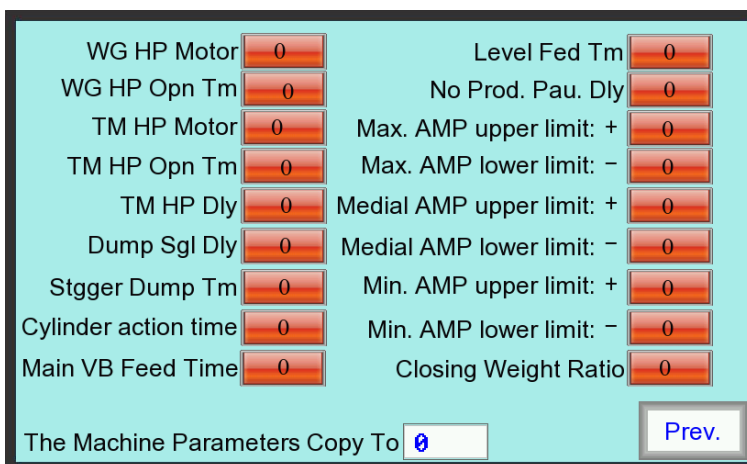 WG HP Motor 0 Level Fed Tm 0
WG HP Opn Tm 0 No Prod. Pau. Dly 0
TM HP Motor 0 Max. AMP upper limit: + 0
TM HP Opn Tm 0 Max. AMP lower limit: − 0
TM HP Dly 0 Medial AMP upper limit: + 0
Dump Sgl Dly 0 Medial AMP lower limit: − 0
Stgger Dump Tm 0 Min. AMP upper limit: + 0
Cylinder action time 0 Min. AMP lower limit: − 0
Main VB Feed Time 0 Closing Weight Ratio 0
The Machine Parameters Copy To 0 Prev.